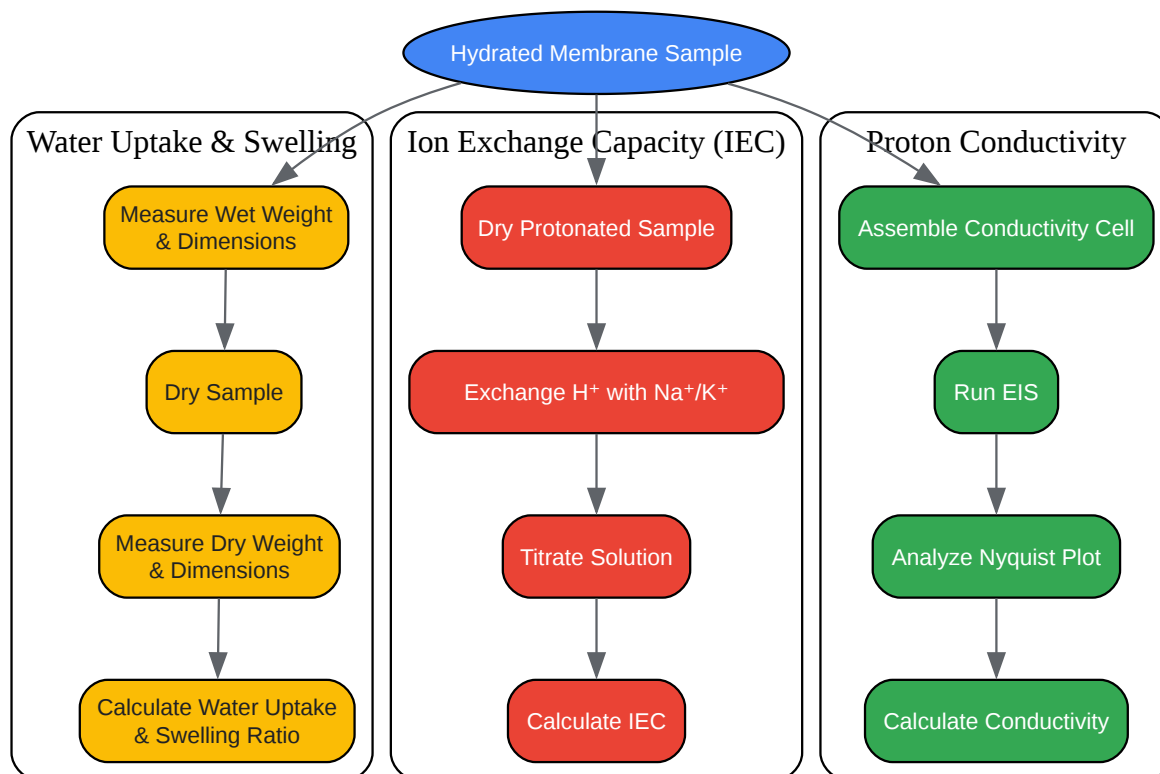 Hydrated Membrane Sample
Water Uptake & Swelling
Measure Wet Weight
& Dimensions
Dry Sample
Measure Dry Weight
& Dimensions
Calculate Water Uptake
& Swelling Ratio
Ion Exchange Capacity (IEC)
Dry Protonated Sample
Exchange H⁺ with Na⁺/K⁺
Titrate Solution
Calculate IEC
Proton Conductivity
Assemble Conductivity Cell
Run EIS
Analyze Nyquist Plot
Calculate Conductivity